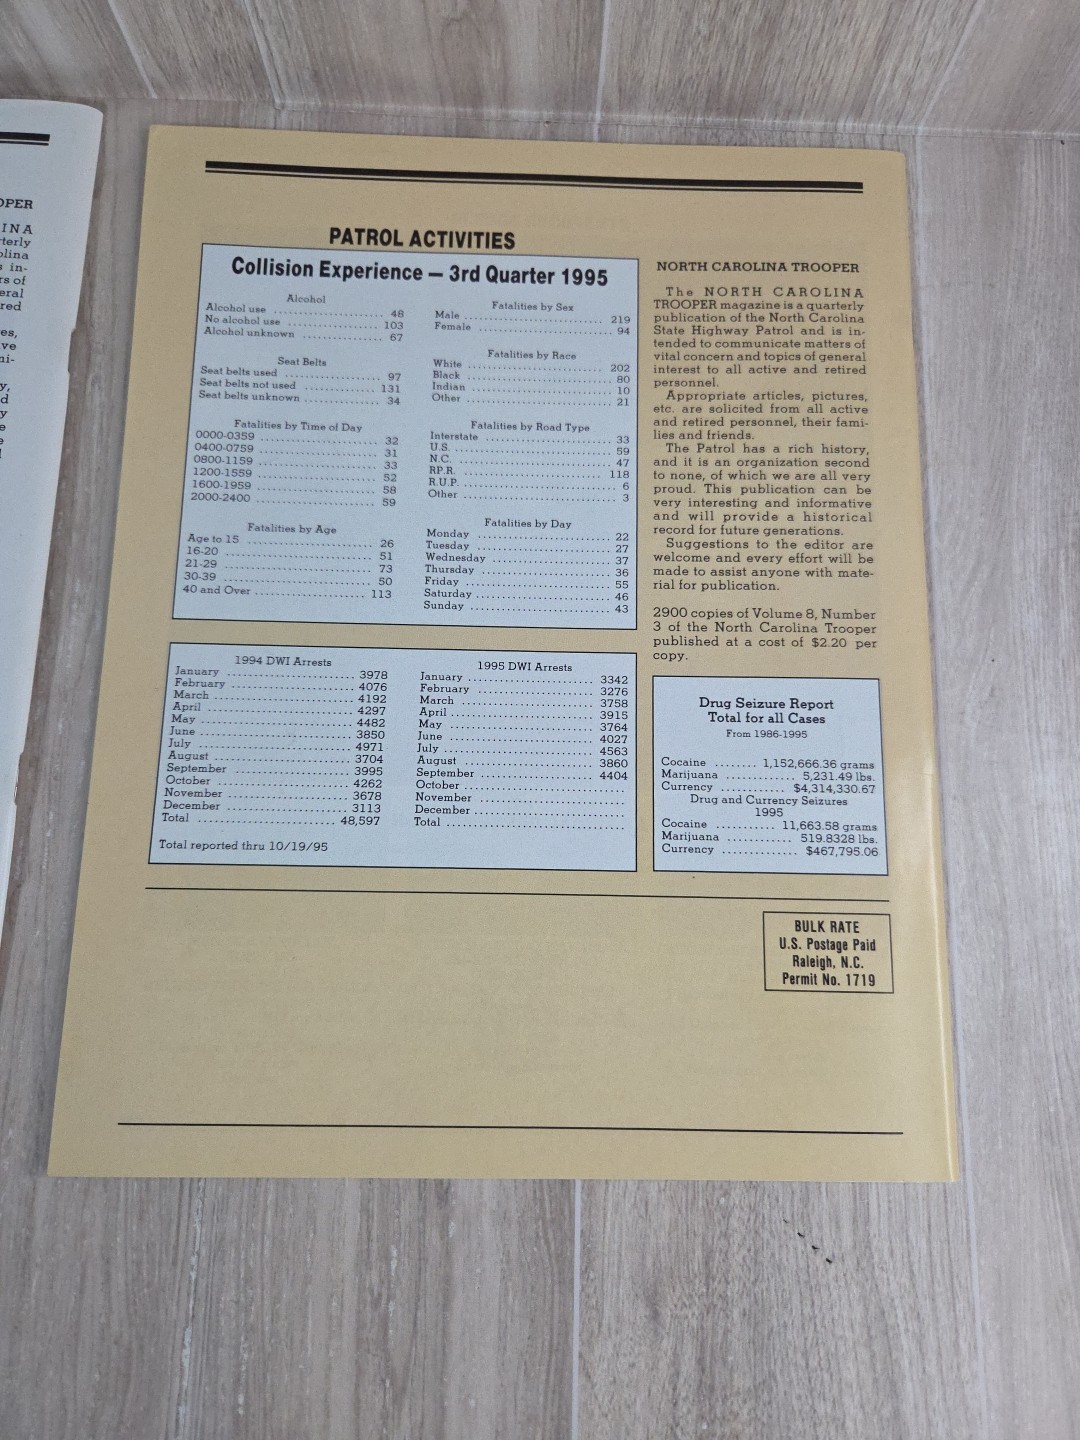 OPER
INA
terly
olina
s in-
rs of
eral
red
es,
ve
ni-
y,
d
y
e
e
l
PATROL ACTIVITIES
Collision Experience — 3rd Quarter 1995
Alcohol
Alcohol use .................... 48
No alcohol use ................ 103
Alcohol unknown .............. 67
Seat Belts
Seat belts used .................. 97
Seat belts not used ............ 131
Seat belts unknown ............ 34
Fatalities by Time of Day
0000-0359 ...................... 32
0400-0759 ...................... 31
0800-1159 ...................... 33
1200-1559 ...................... 52
1600-1959 ...................... 58
2000-2400 ...................... 59
Fatalities by Age
Age to 15 ...................... 26
16-20 .......................... 51
21-29 .......................... 73
30-39 .......................... 50
40 and Over .................... 113
Fatalities by Sex
Male ............................ 219
Female .......................... 94
Fatalities by Race
White .......................... 202
Black ............................ 80
Indian .......................... 10
Other ............................ 21
Fatalities by Road Type
Interstate ...................... 33
U.S. ............................ 59
N.C. ............................ 47
RP.R. .......................... 118
R.U.P. .......................... 6
Other ............................ 3
Fatalities by Day
Monday ........................ 22
Tuesday ........................ 27
Wednesday .................... 37
Thursday ...................... 36
Friday .......................... 55
Saturday ...................... 46
Sunday ........................ 43
1994 DWI Arrests
January ...................... 3978
February .................... 4076
March ........................ 4192
April .......................... 4297
May .......................... 4482
June .......................... 3850
July .......................... 4971
August ...................... 3704
September .................. 3995
October ...................... 4262
November .................. 3678
December .................. 3113
Total ...................... 48,597
Total reported thru 10/19/95
1995 DWI Arrests
January ...................... 3342
February .................... 3276
March ........................ 3758
April .......................... 3915
May .......................... 3764
June .......................... 4027
July .......................... 4563
August ...................... 3860
September .................. 4404
October ......................
November ....................
December ....................
Total ..........................
NORTH CAROLINA TROOPER
The NORTH CAROLINA
TROOPER magazine is a quarterly
publication of the North Carolina
State Highway Patrol and is in-
tended to communicate matters of
vital concern and topics of general
interest to all active and retired
personnel.
Appropriate articles, pictures,
etc. are solicited from all active
and retired personnel, their fami-
lies and friends.
The Patrol has a rich history,
and it is an organization second
to none, of which we are all very
proud. This publication can be
very interesting and informative
and will provide a historical
record for future generations.
Suggestions to the editor are
welcome and every effort will be
made to assist anyone with mate-
rial for publication.
2900 copies of Volume 8, Number
3 of the North Carolina Trooper
published at a cost of $2.20 per
copy.
Drug Seizure Report
Total for all Cases
From 1986-1995
Cocaine ........ 1,152,666.36 grams
Marijuana ............ 5,231.49 lbs.
Currency ............ $4,314,330.67
Drug and Currency Seizures
1995
Cocaine .......... 11,663.58 grams
Marijuana ............ 519.8328 lbs.
Currency .............. $467,795.06
BULK RATE
U.S. Postage Paid
Raleigh, N.C.
Permit No. 1719